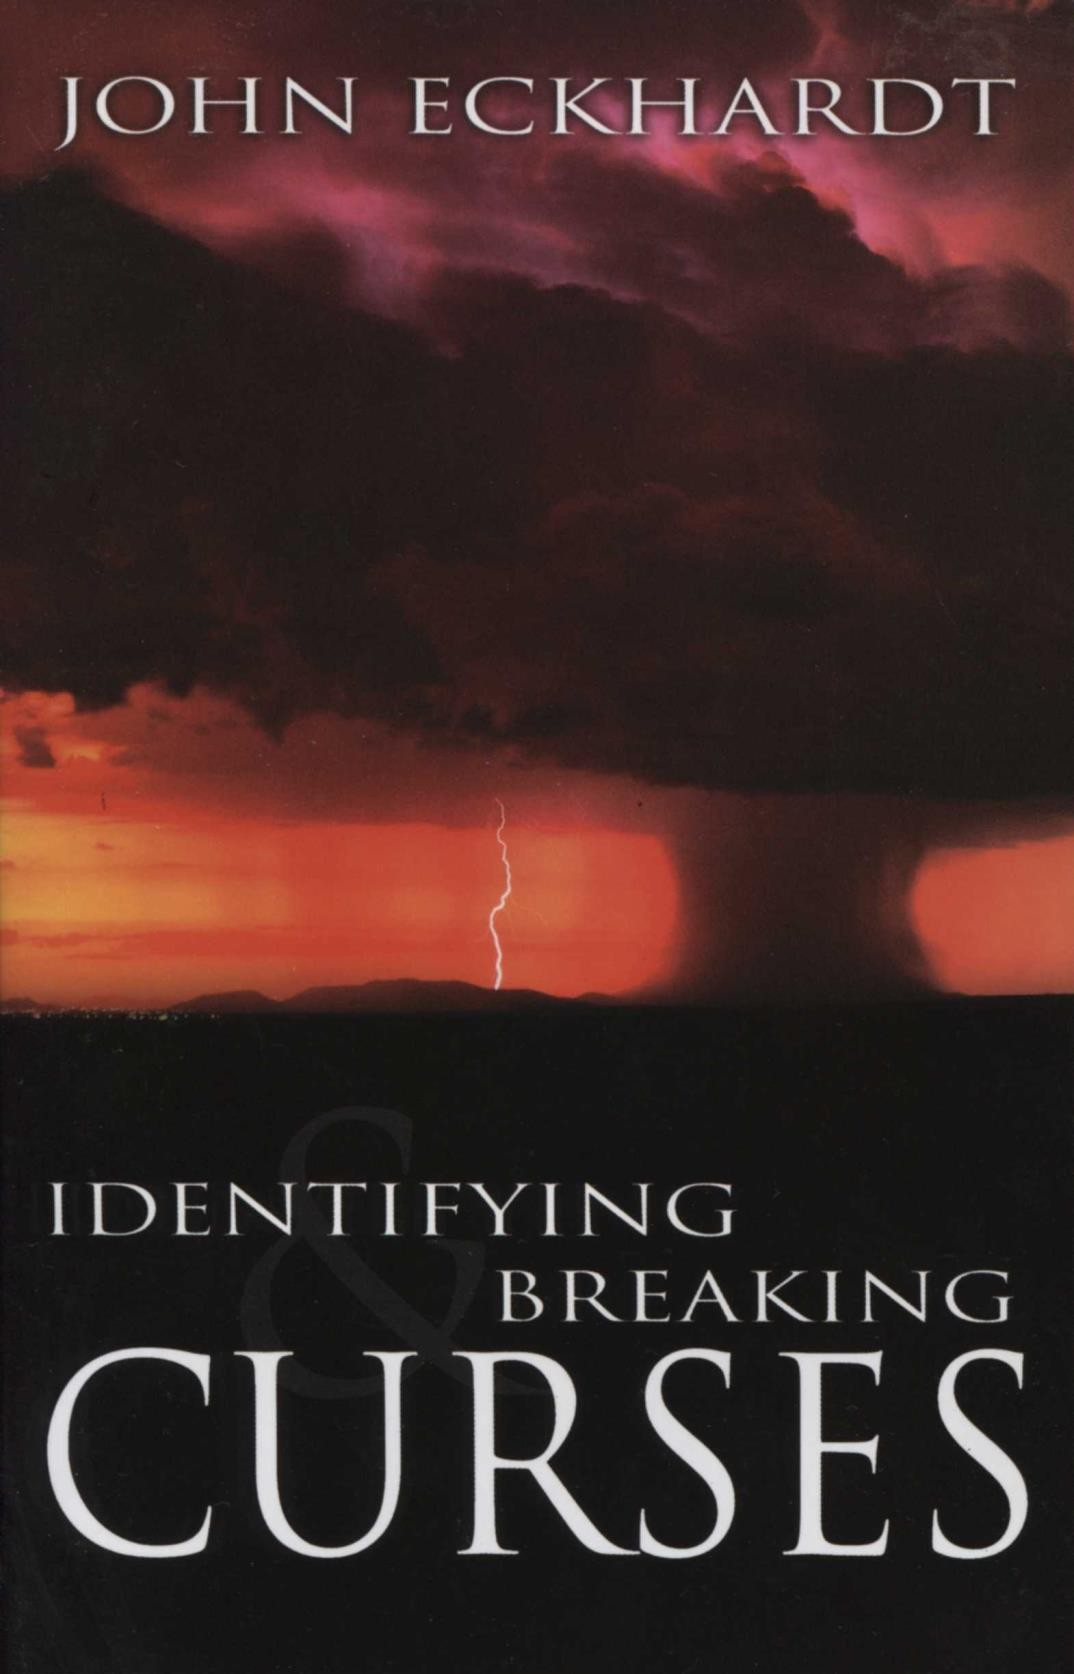 JOHN ECKHARDT
IDENTIFYING
&
BREAKING
CURSES